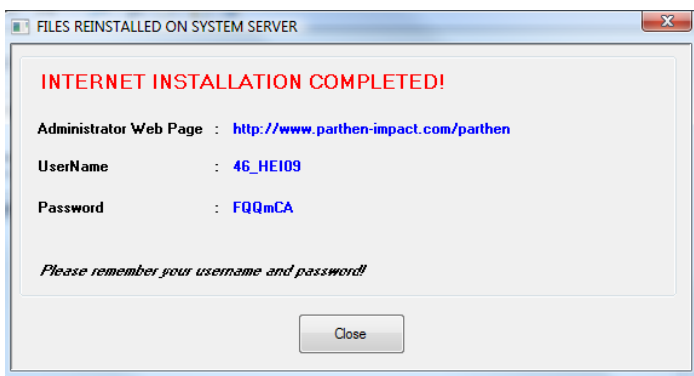 FILES REINSTALLED ON SYSTEM SERVER
INTERNET INSTALLATION COMPLETED!
Administrator Web Page : http://www.parthen-impact.com/parthen
UserName : 46_HEI09
Password : FQQmCA
Please remember your username and password!!
Close